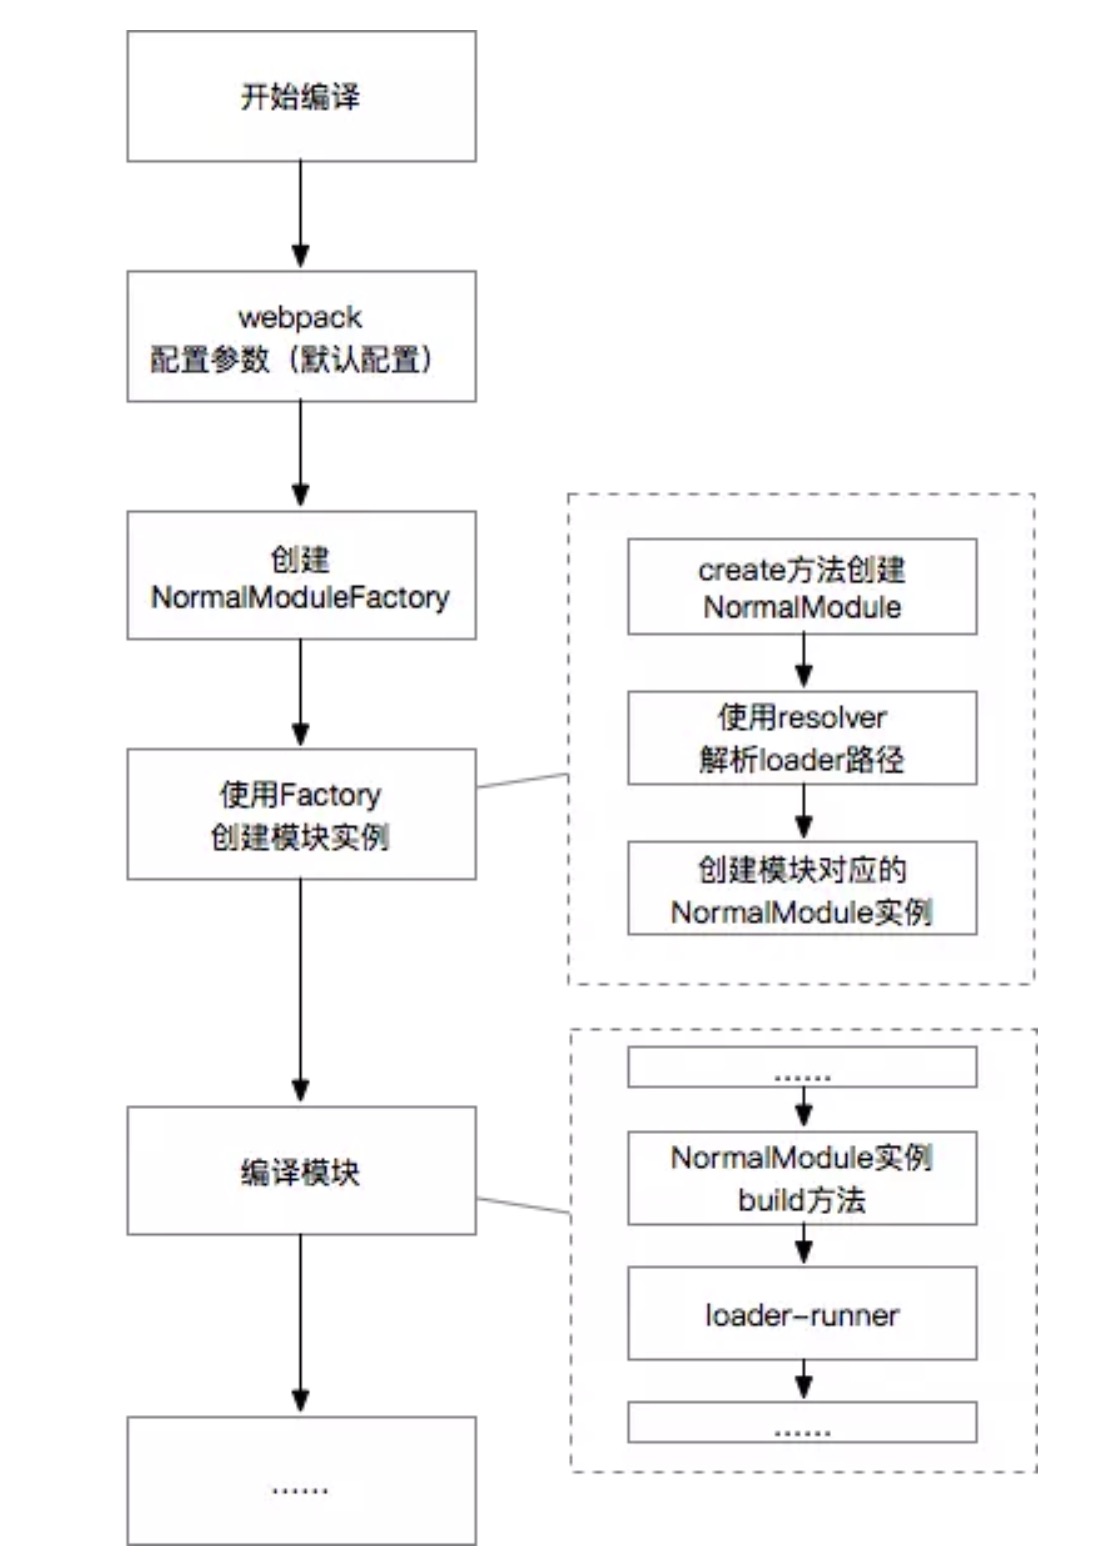 开始编译
webpack
配置参数（默认配置）
创建
NormalModuleFactory
使用Factory
创建模块实例
create方法创建
NormalModule
使用resolver
解析loader路径
创建模块对应的
NormalModule实例
编译模块
......
NormalModule实例
build方法
loader-runner
......
......